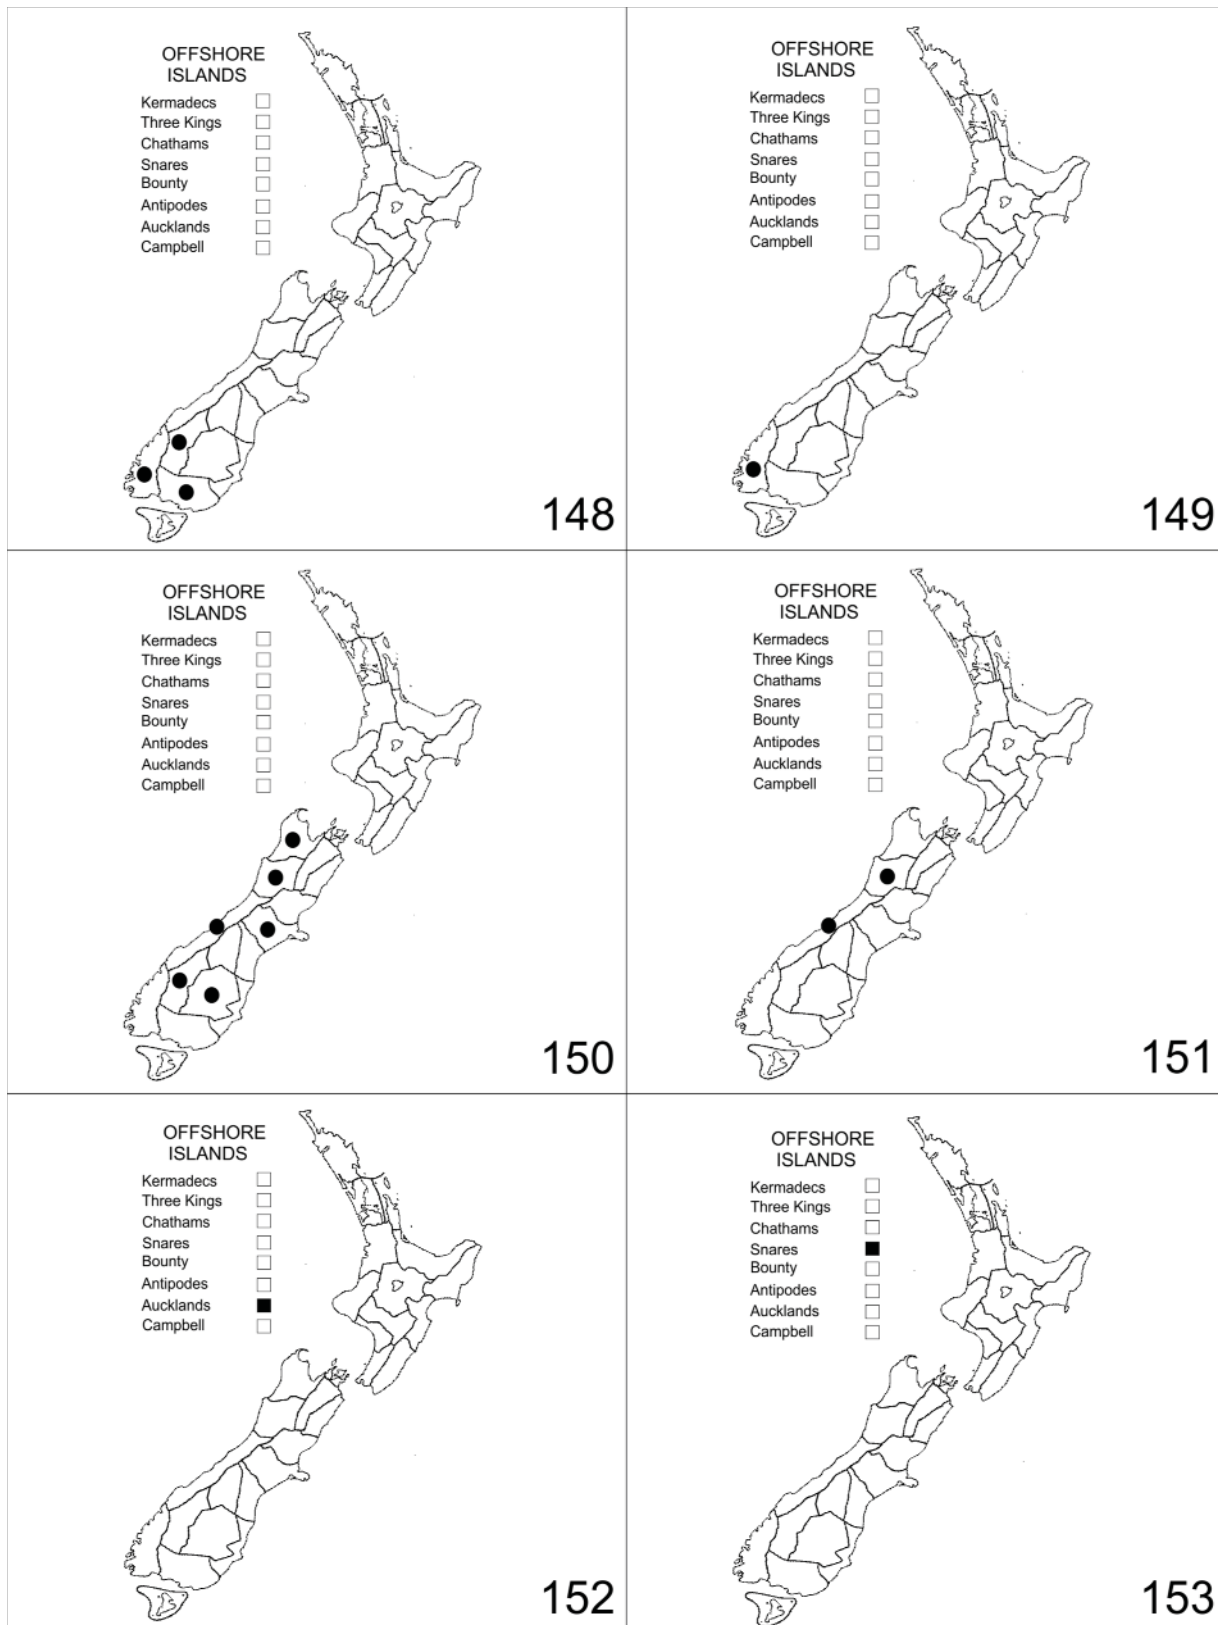 OFFSHORE
ISLANDS
Kermadecs
Three Kings
Chathams
Snares
Bounty
Antipodes
Aucklands
Campbell
148
OFFSHORE
ISLANDS
Kermadecs
Three Kings
Chathams
Snares
Bounty
Antipodes
Aucklands
Campbell
149
OFFSHORE
ISLANDS
Kermadecs
Three Kings
Chathams
Snares
Bounty
Antipodes
Aucklands
Campbell
150
OFFSHORE
ISLANDS
Kermadecs
Three Kings
Chathams
Snares
Bounty
Antipodes
Aucklands
Campbell
151
OFFSHORE
ISLANDS
Kermadecs
Three Kings
Chathams
Snares
Bounty
Antipodes
Aucklands
Campbell
152
OFFSHORE
ISLANDS
Kermadecs
Three Kings
Chathams
Snares
Bounty
Antipodes
Aucklands
Campbell
153